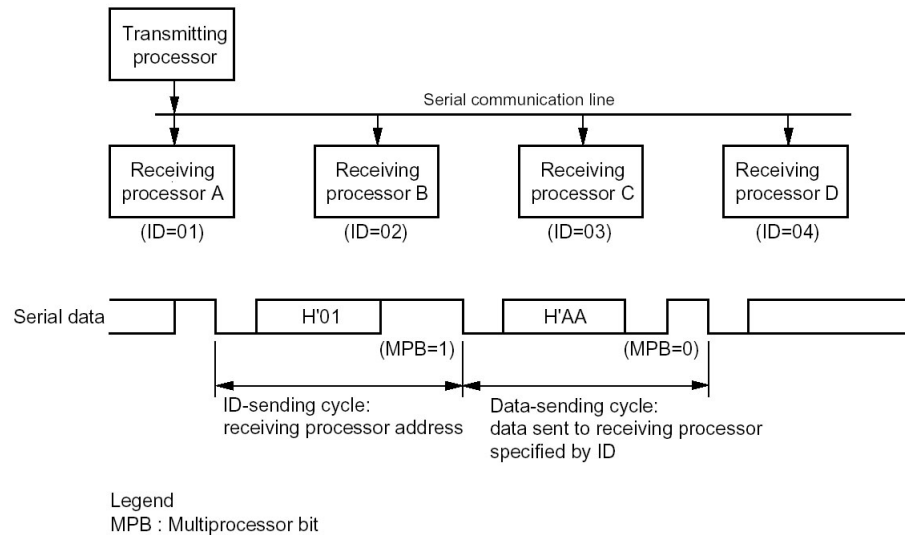 Transmitting
processor
Serial communication line
Receiving
processor A
Receiving
processor B
Receiving
processor C
Receiving
processor D
(ID=01)
(ID=02)
(ID=03)
(ID=04)
Serial data
H'01
H'AA
(MPB=1)
(MPB=0)
ID-sending cycle:
receiving processor address
Data-sending cycle:
data sent to receiving processor
specified by ID
Legend
MPB : Multiprocessor bit